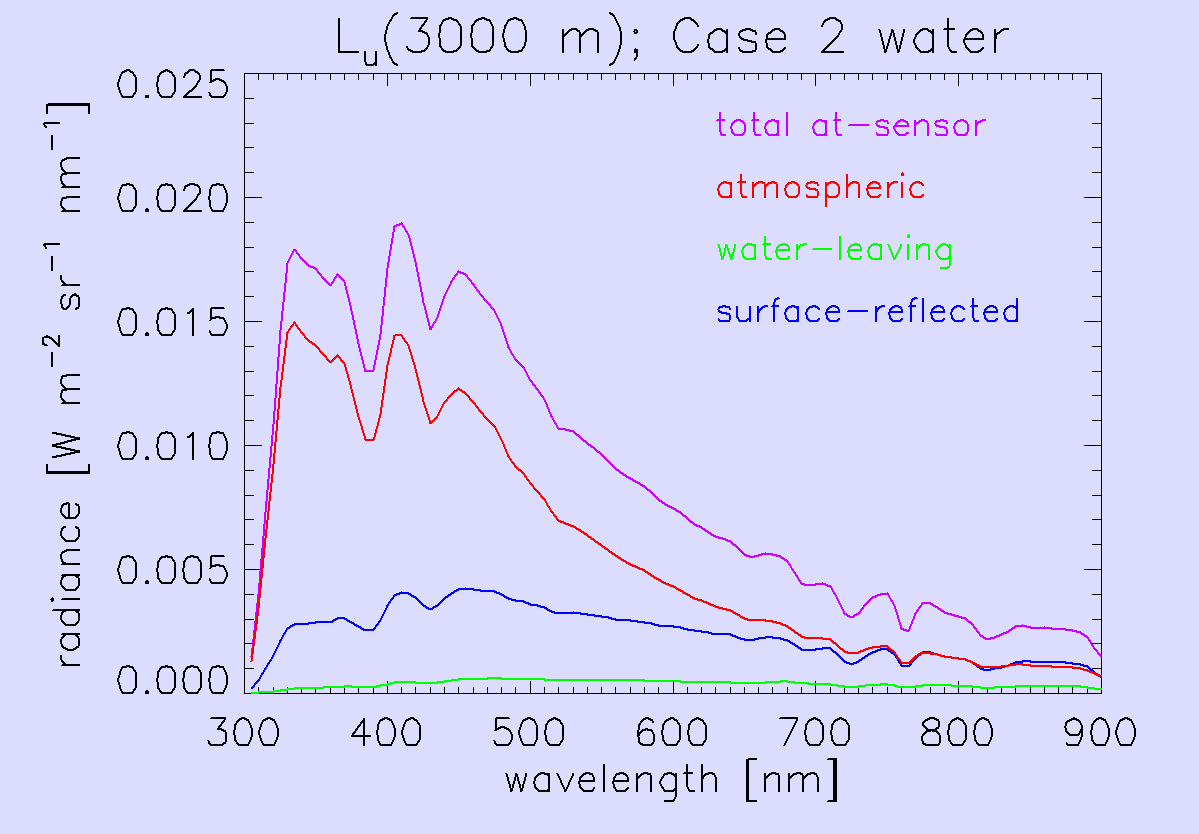 Lu(3000 m); Case 2 water
radiance [W m−2 sr−1 nm−1]
0.025
0.020
0.015
0.010
0.005
0.000
total at−sensor
atmospheric
water−leaving
surface−reflected
300 400 500 600 700 800 900
wavelength [nm]